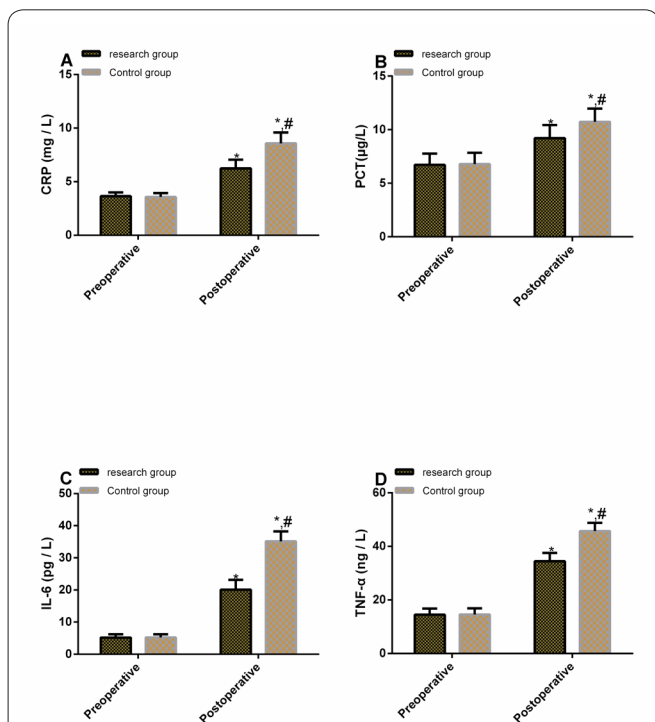 A
research group
Control group
15
10
5
0
CRP (mg / L)
*
*,#
Preoperative
Postoperative
B
research group
Control group
15
10
5
0
PCT(μg/L)
*
*,#
Preoperative
Postoperative
C
research group
Control group
50
40
30
20
10
0
IL-6 (pg / L)
*
*,#
Preoperative
Postoperative
D
research group
Control group
60
40
20
0
TNF-α (ng / L)
*
*,#
Preoperative
Postoperative